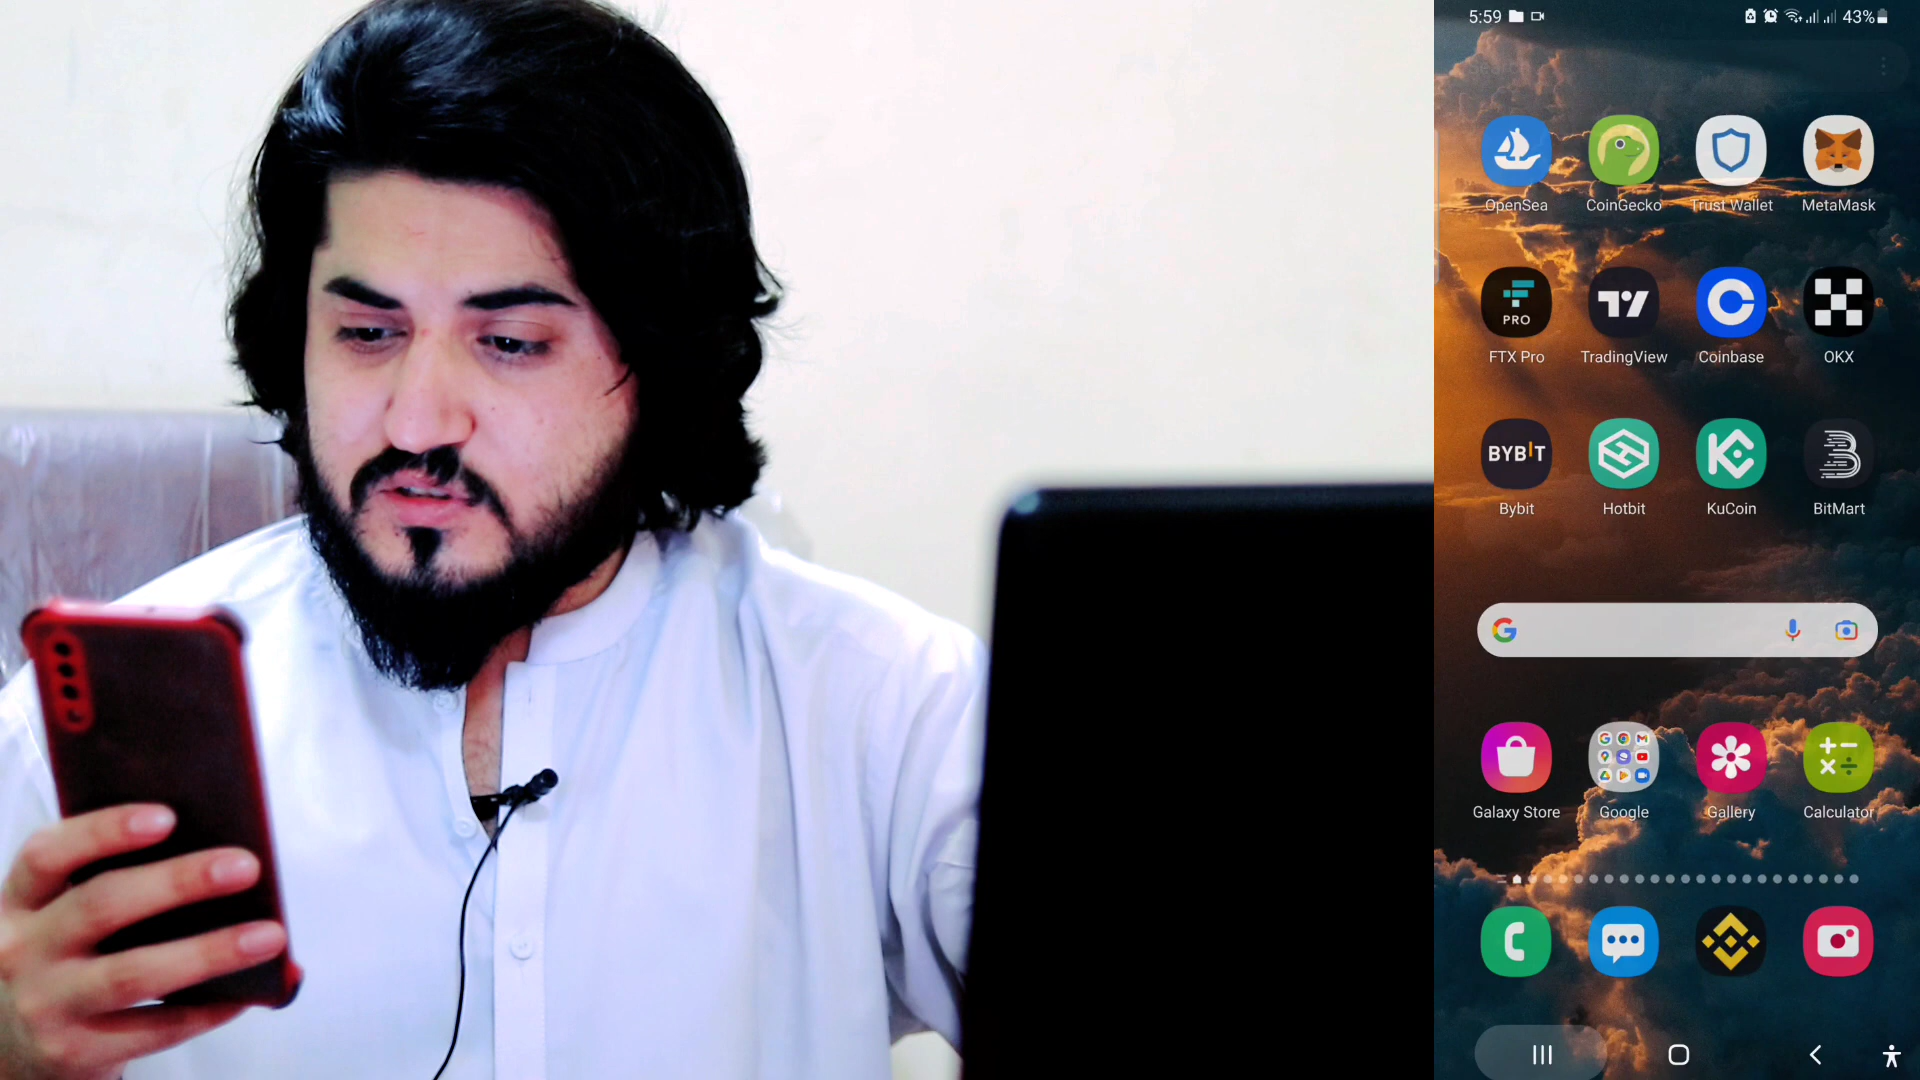 5:59 43%
OpenSea CoinGecko Trust Wallet MetaMask
PRO
FTX Pro TradingView Coinbase OKX
BYBIT
Bybit Hotbit KuCoin BitMart
Galaxy Store Google Gallery Calculator